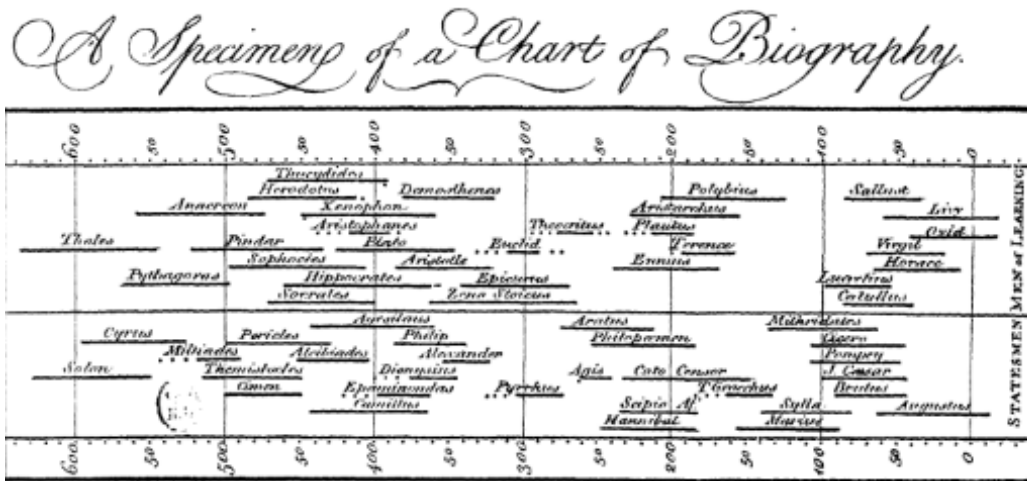 A Specimen of a Chart of Biography.
600 50 500 50 400 50 300 50 200 50 100 50 0
Thucydides
Herodotus Demosthenes Polybius Sallust
Anacreon Xenophon Aristarchus Livy
Aristophanes Theocritus Plautus Ovid
Thales Pindar Plato Euclid Terence Virgil
Sophocles Aristotle Ennius Horace
Pythagoras Hippocrates Epicurus Lucretius
Socrates Zeno Stoicus Catullus
MEN of LEARNING
Agesilaus Aratus Mithridates
Cyrus Pericles Philip Philopœmen Cicero
Miltiades Alcibiades Alexander Pompey
Solon Themistocles Dionysius Agis Cato Censor J. Cæsar
Cimon Epaminondas Pyrrhus T. Gracchus Brutus
Camillus Scipio Af. Sylla Augustus
Hannibal Marius
STATESMEN
600 50 500 50 400 50 300 50 200 50 100 50 0